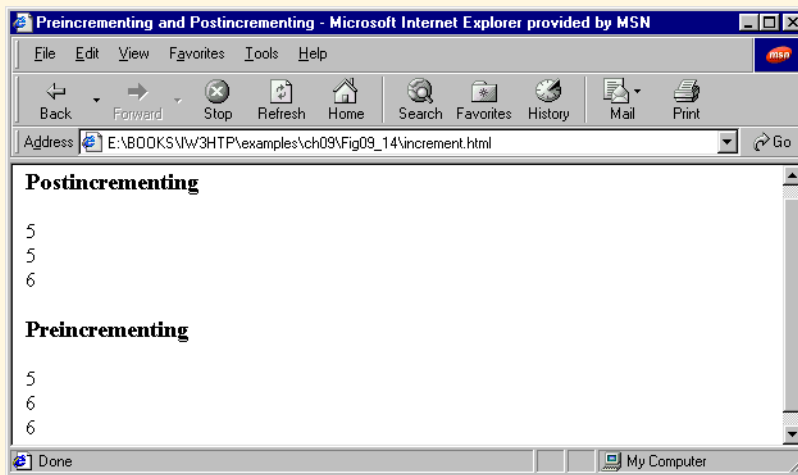 Preincrementing and Postincrementing - Microsoft Internet Explorer provided by MSN
File Edit View Favorites Tools Help
msn
Back Forward Stop Refresh Home Search Favorites History Mail Print
Address E:\BOOKS\IW3HTP\examples\ch09\Fig09_14\increment.html Go
Postincrementing
5
5
6
Preincrementing
5
6
6
Done My Computer